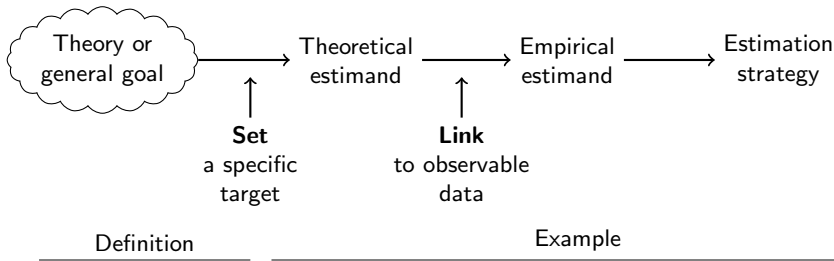 Theory or
general goal
Theoretical
estimand
Empirical
estimand
Estimation
strategy
Set
a specific
target
Link
to observable
data
Definition
Example